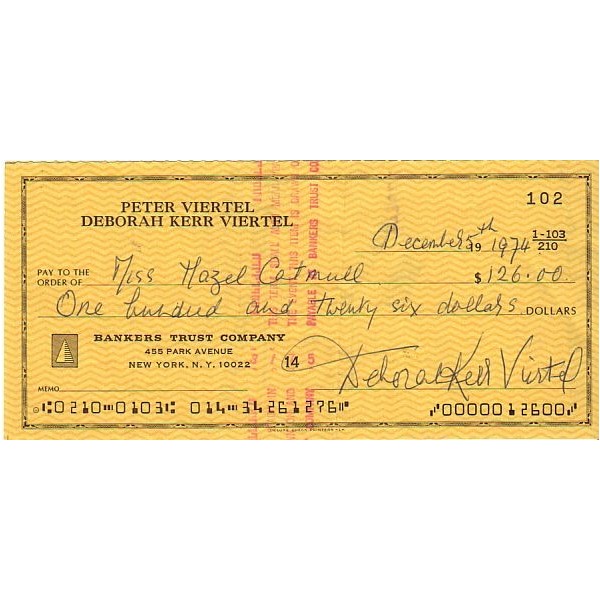 102
PETER VIERTEL
DEBORAH KERR VIERTEL
December 5th 19 1974
1-103
210
PAY TO THE
ORDER OF Miss Hazel Catmull $126.00
One hundred and twenty six dollars DOLLARS
BANKERS TRUST COMPANY
455 PARK AVENUE
NEW YORK, N.Y. 10022
14
Deborah Kerr Viertel
MEMO
⑆0210⑉0103⑆ 014⑉34261276⑈ ⑈0000012600⑈